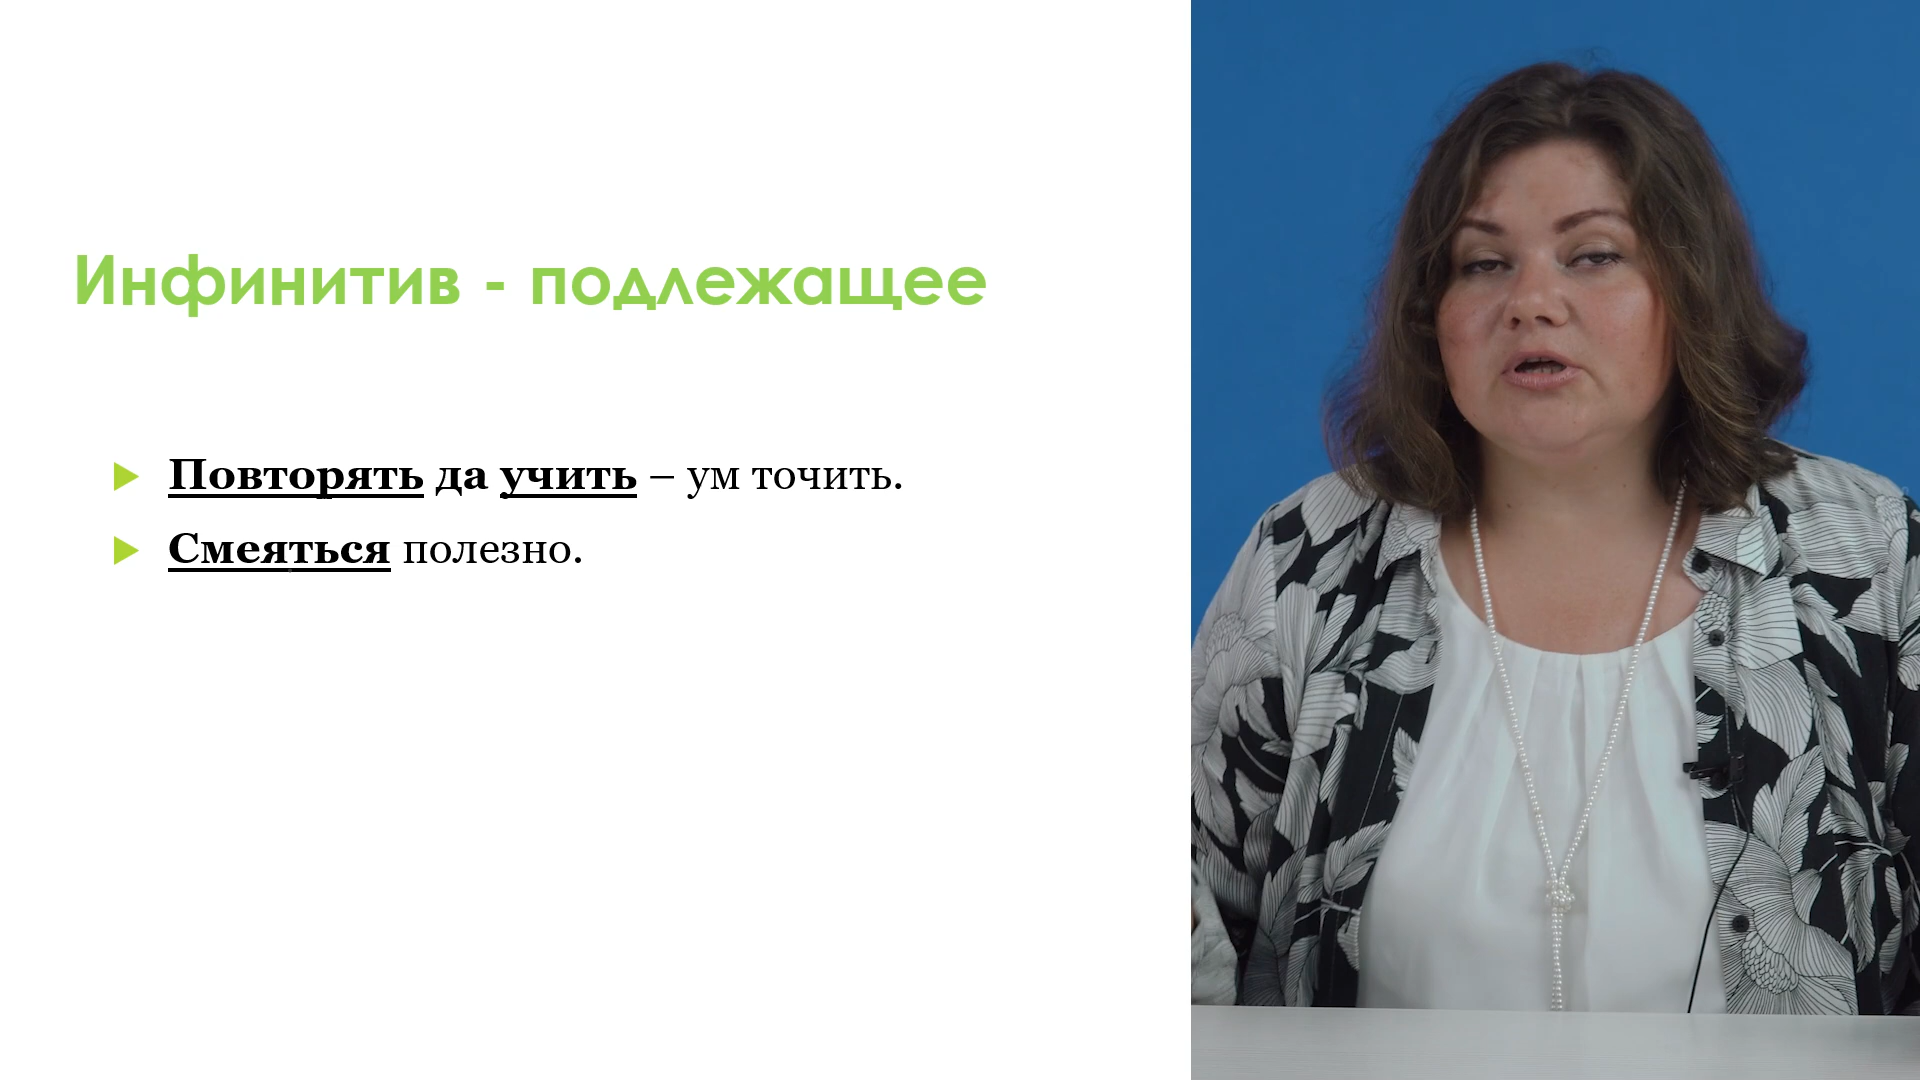 Инфинитив - подлежащее
Повторять да учить – ум точить.
Смеяться полезно.